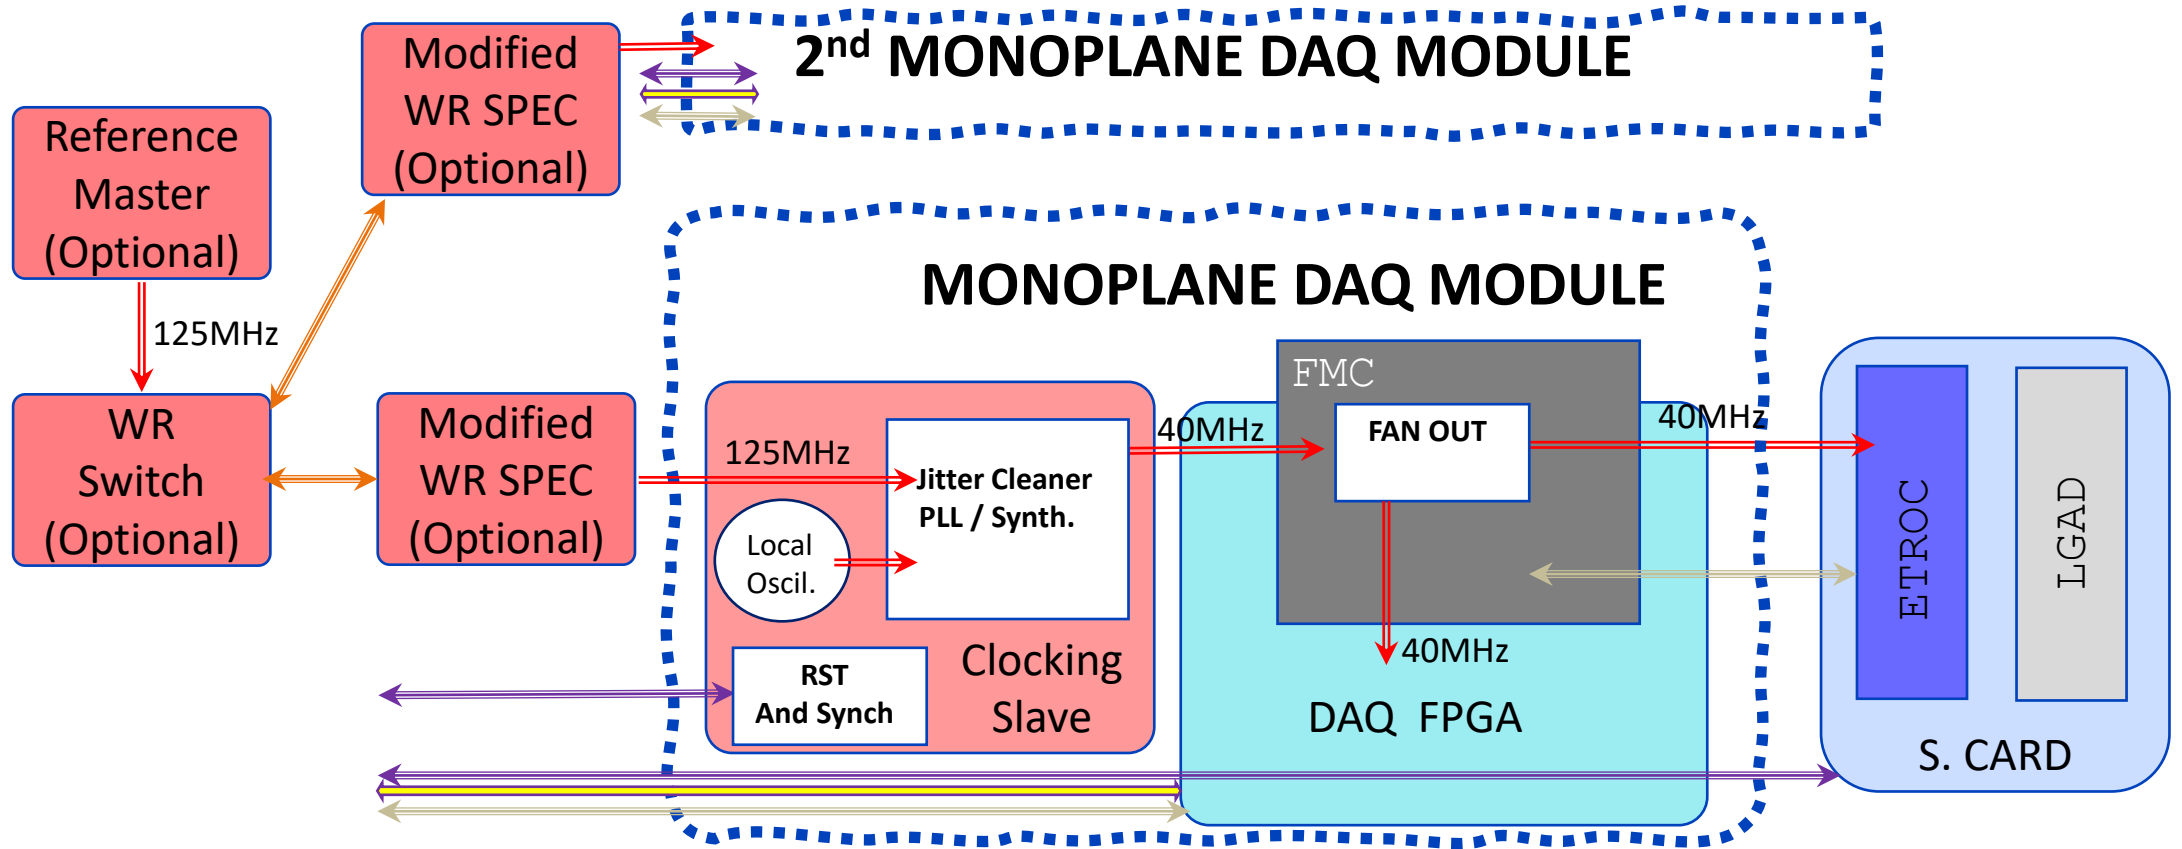 Modified
WR SPEC
(Optional)
2nd MONOPLANE DAQ MODULE
Reference
Master
(Optional)
125MHz
WR
Switch
(Optional)
Modified
WR SPEC
(Optional)
MONOPLANE DAQ MODULE
125MHz
Jitter Cleaner
PLL / Synth.
Local
Oscil.
RST
And Synch
Clocking
Slave
40MHz
FMC
FAN OUT
40MHz
40MHz
DAQ FPGA
ETROC
LGAD
S. CARD